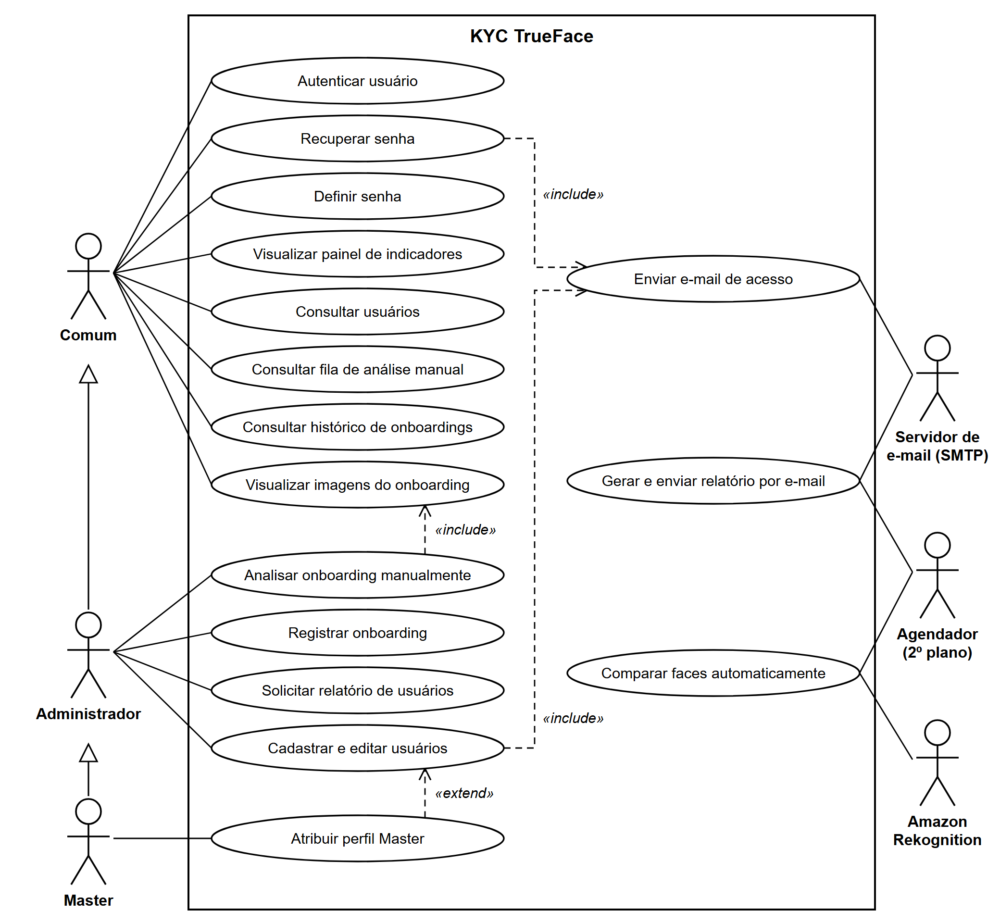 KYC TrueFace
Autenticar usuário
Recuperar senha
«include»
Definir senha
Visualizar painel de indicadores
Enviar e-mail de acesso
Consultar usuários
Comum
Consultar fila de análise manual
Consultar histórico de onboardings
Servidor de
e-mail (SMTP)
Visualizar imagens do onboarding
Gerar e enviar relatório por e-mail
«include»
Analisar onboarding manualmente
Registrar onboarding
Agendador
(2º plano)
Comparar faces automaticamente
Solicitar relatório de usuários
Administrador
«include»
Cadastrar e editar usuários
«extend»
Amazon
Rekognition
Atribuir perfil Master
Master